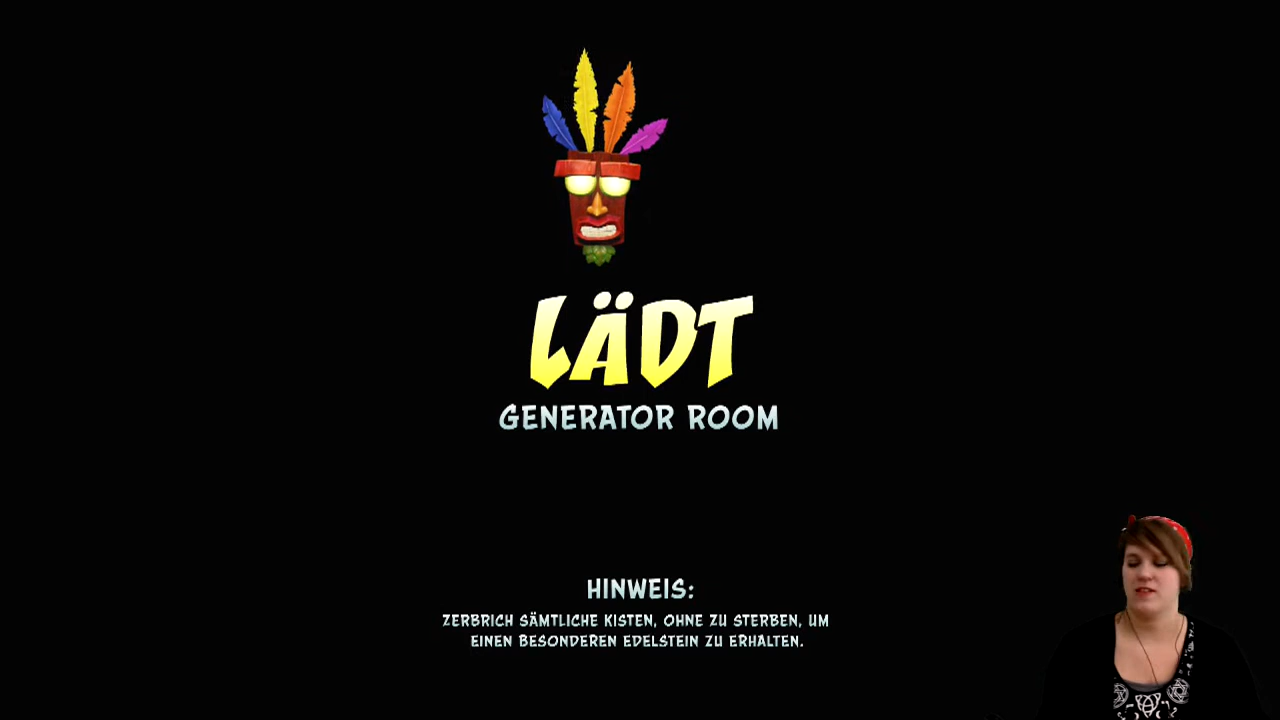 LÄDT
GENERATOR ROOM
HINWEIS:
ZERBRICH SÄMTLICHE KISTEN, OHNE ZU STERBEN, UM
EINEN BESONDEREN EDELSTEIN ZU ERHALTEN.